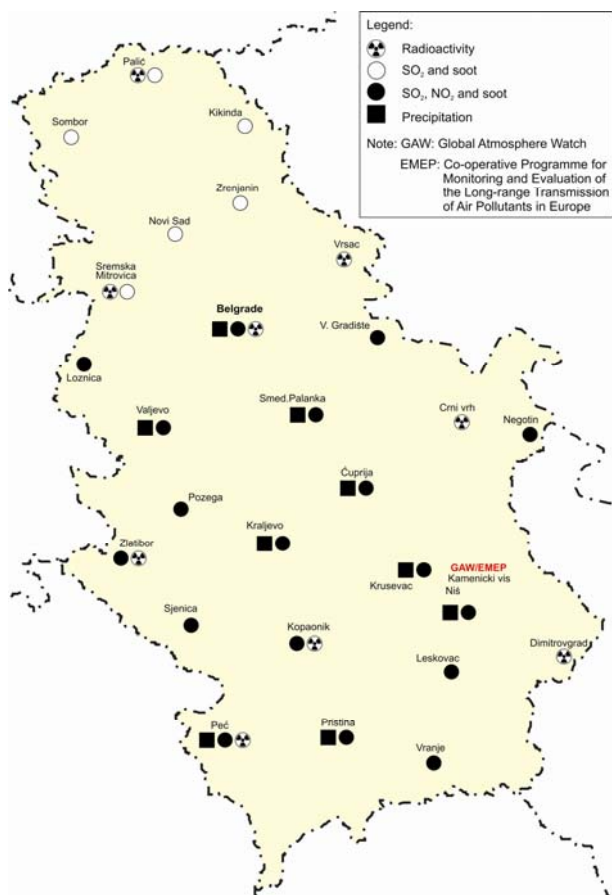 Legend:
Radioactivity
SO₂ and soot
SO₂, NO₂ and soot
Precipitation
Note: GAW: Global Atmosphere Watch
EMEP: Co-operative Programme for
Monitoring and Evaluation of
the Long-range Transmission
of Air Pollutants in Europe
Palić
Sombor
Kikinda
Zrenjanin
Novi Sad
Vrsac
Sremska
Mitrovica
Belgrade
V. Gradište
Loznica
Smed.Palanka
Valjevo
Crni vrh
Negotin
Ćuprija
Pozega
Kraljevo
Zletibor
GAW/EMEP
Kamenicki vis
Krusevac
Niš
Sjenica
Kopaonik
Dimitrovgrad
Leskovac
Peć
Pristina
Vranje